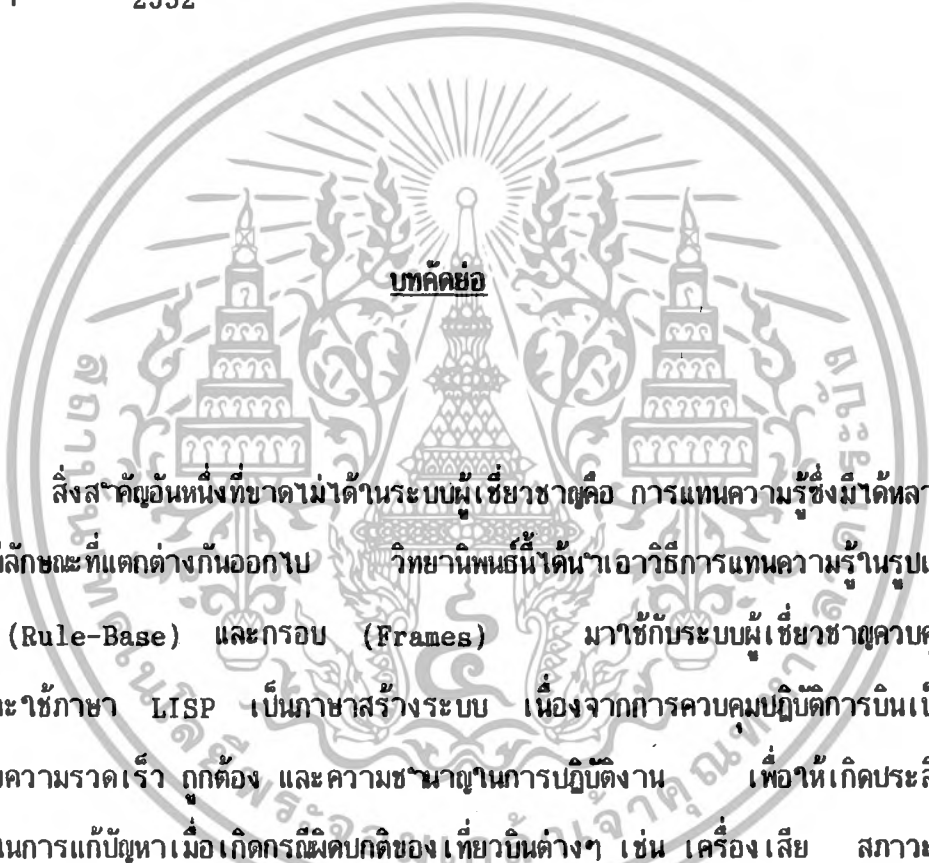 2532
บทคัดย่อ
สิ่งสำคัญอันหนึ่งที่ขาดไม่ได้ในระบบผู้เชี่ยวชาญคือ การแทนความรู้ซึ่งมีได้หลา
ลักษณะที่แตกต่างกันออกไป วิทยานิพนธ์นี้ได้นำเอาวิธีการแทนความรู้ในรูปแ
(Rule-Base) และกรอบ (Frames) มาใช้กับระบบผู้เชี่ยวชาญควบคุ
ะใช้ภาษา LISP เป็นภาษาสร้างระบบ เนื่องจากการควบคุมปฏิบัติการบินเป็
ความรวดเร็ว ถูกต้อง และความชำนาญในการปฏิบัติงาน เพื่อให้เกิดประสิ
นการแก้ปัญหาเมื่อเกิดกรณีผิดปกติของเที่ยวบินต่างๆ เช่น เครื่องเสีย สภาวะ